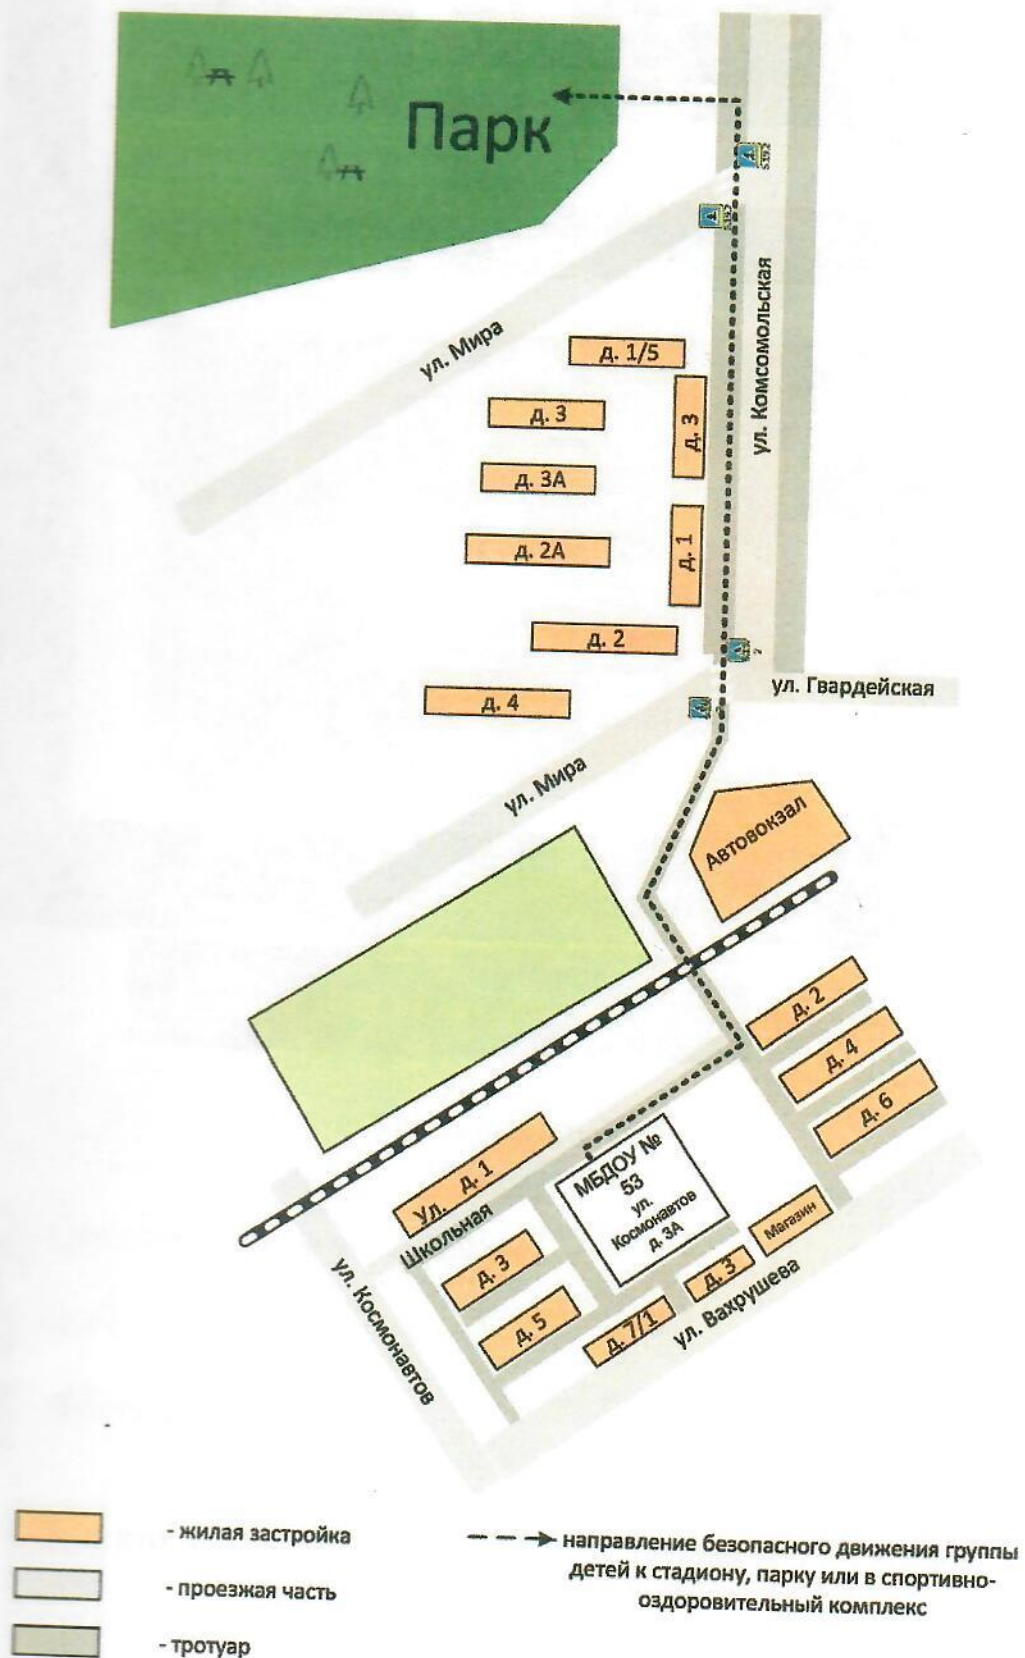 Парк
ул. Мира
ул. Комсомольская
д. 1/5
д. 3
д. 3
д. 3А
д. 2А
д. 1
д. 2
д. 4
ул. Гвардейская
ул. Мира
Автовокзал
д. 2
д. 4
д. 6
Ул. д. 1
Школьная
МБДОУ №
53
ул.
Космонавтов
д. 3А
Магазин
д. 3
д. 5
д. 3
д. 7/1
ул. Вахрушева
ул. Космонавтов
- жилая застройка
- проезжая часть
- тротуар
направление безопасного движения группы
детей к стадиону, парку или в спортивно-
оздоровительный комплекс